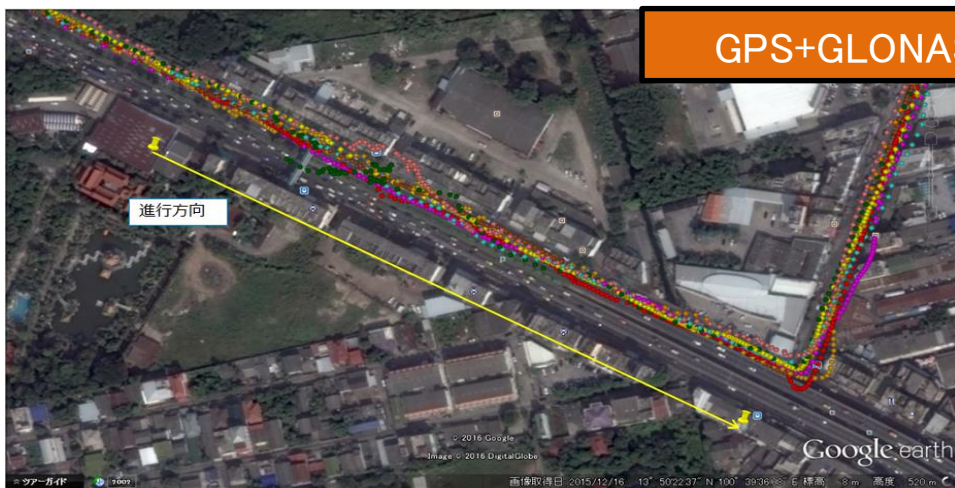 GPS+GLONAS
進行方向
© 2016 Google
Image © 2016 DigitalGlobe
Google earth
ツアーガイド
2002
画像取得日 2015/12/16 13° 50'22.37" N 100° 39'36
E 標高 8 m 高度 520 m